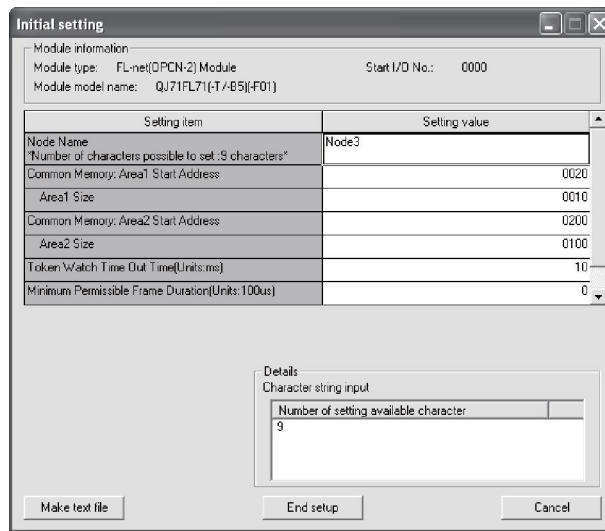 Initial setting
Module information
Module type: FL-net(OPCN-2) Module Start I/O No.: 0000
Module model name: QJ71FL71(-T/-B5)(-F01)
Setting item Setting value
Node Name Node3
*Number of characters possible to set :9 characters*
Common Memory: Area1 Start Address 0020
Area1 Size 0010
Common Memory: Area2 Start Address 0200
Area2 Size 0100
Token Watch Time Out Time(Units:ms) 10
Minimum Permissible Frame Duration(Units:100us) 0
Details
Character string input
Number of setting available character
9
Make text file End setup Cancel